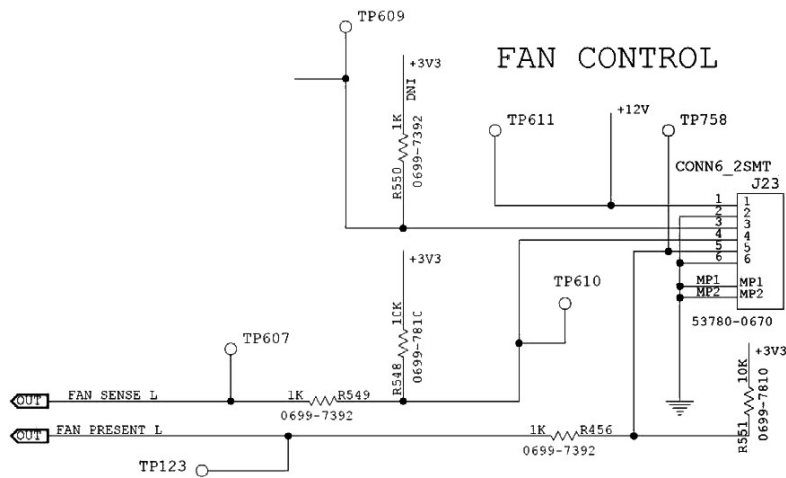 TP609
FAN CONTROL
+3V3
DNI
1K
R550
0699-7392
TP611
+12V
TP758
CONN6_2SMT
J23
1 1
2 2
3 3
4 4
5 5
6 6
MP1 MP1
MP2 MP2
53780-0670
+3V3
10K
R548
0699-7810
TP610
TP607
OUT FAN SENSE L 1K R549
0699-7392
OUT FAN PRESENT L 1K R456
0699-7392
TP123
+3V3
10K
R551
0699-7810